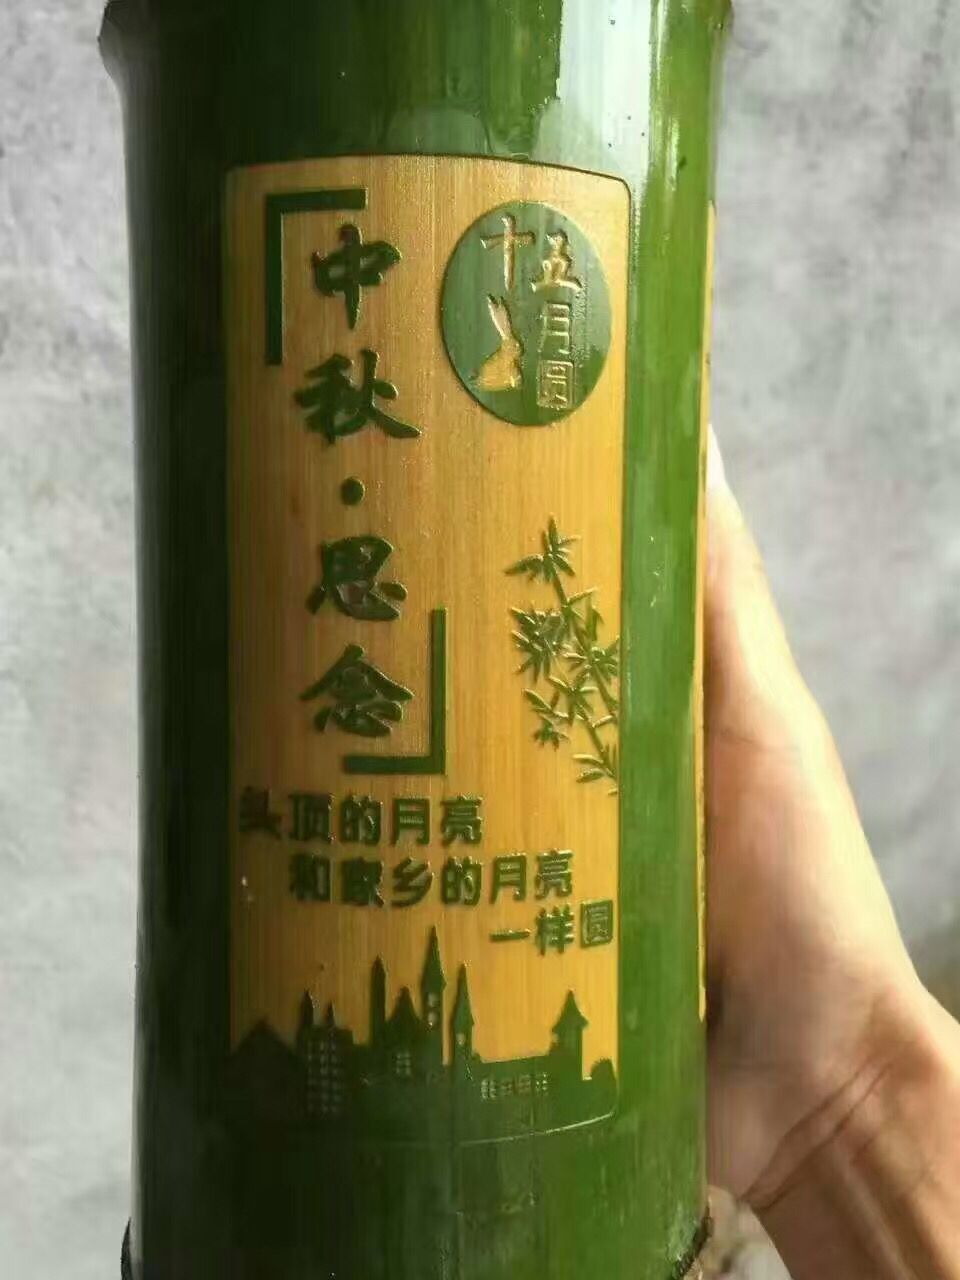 「中秋·思念」
十五月圆
头顶的月亮
和家乡的月亮
一样圆